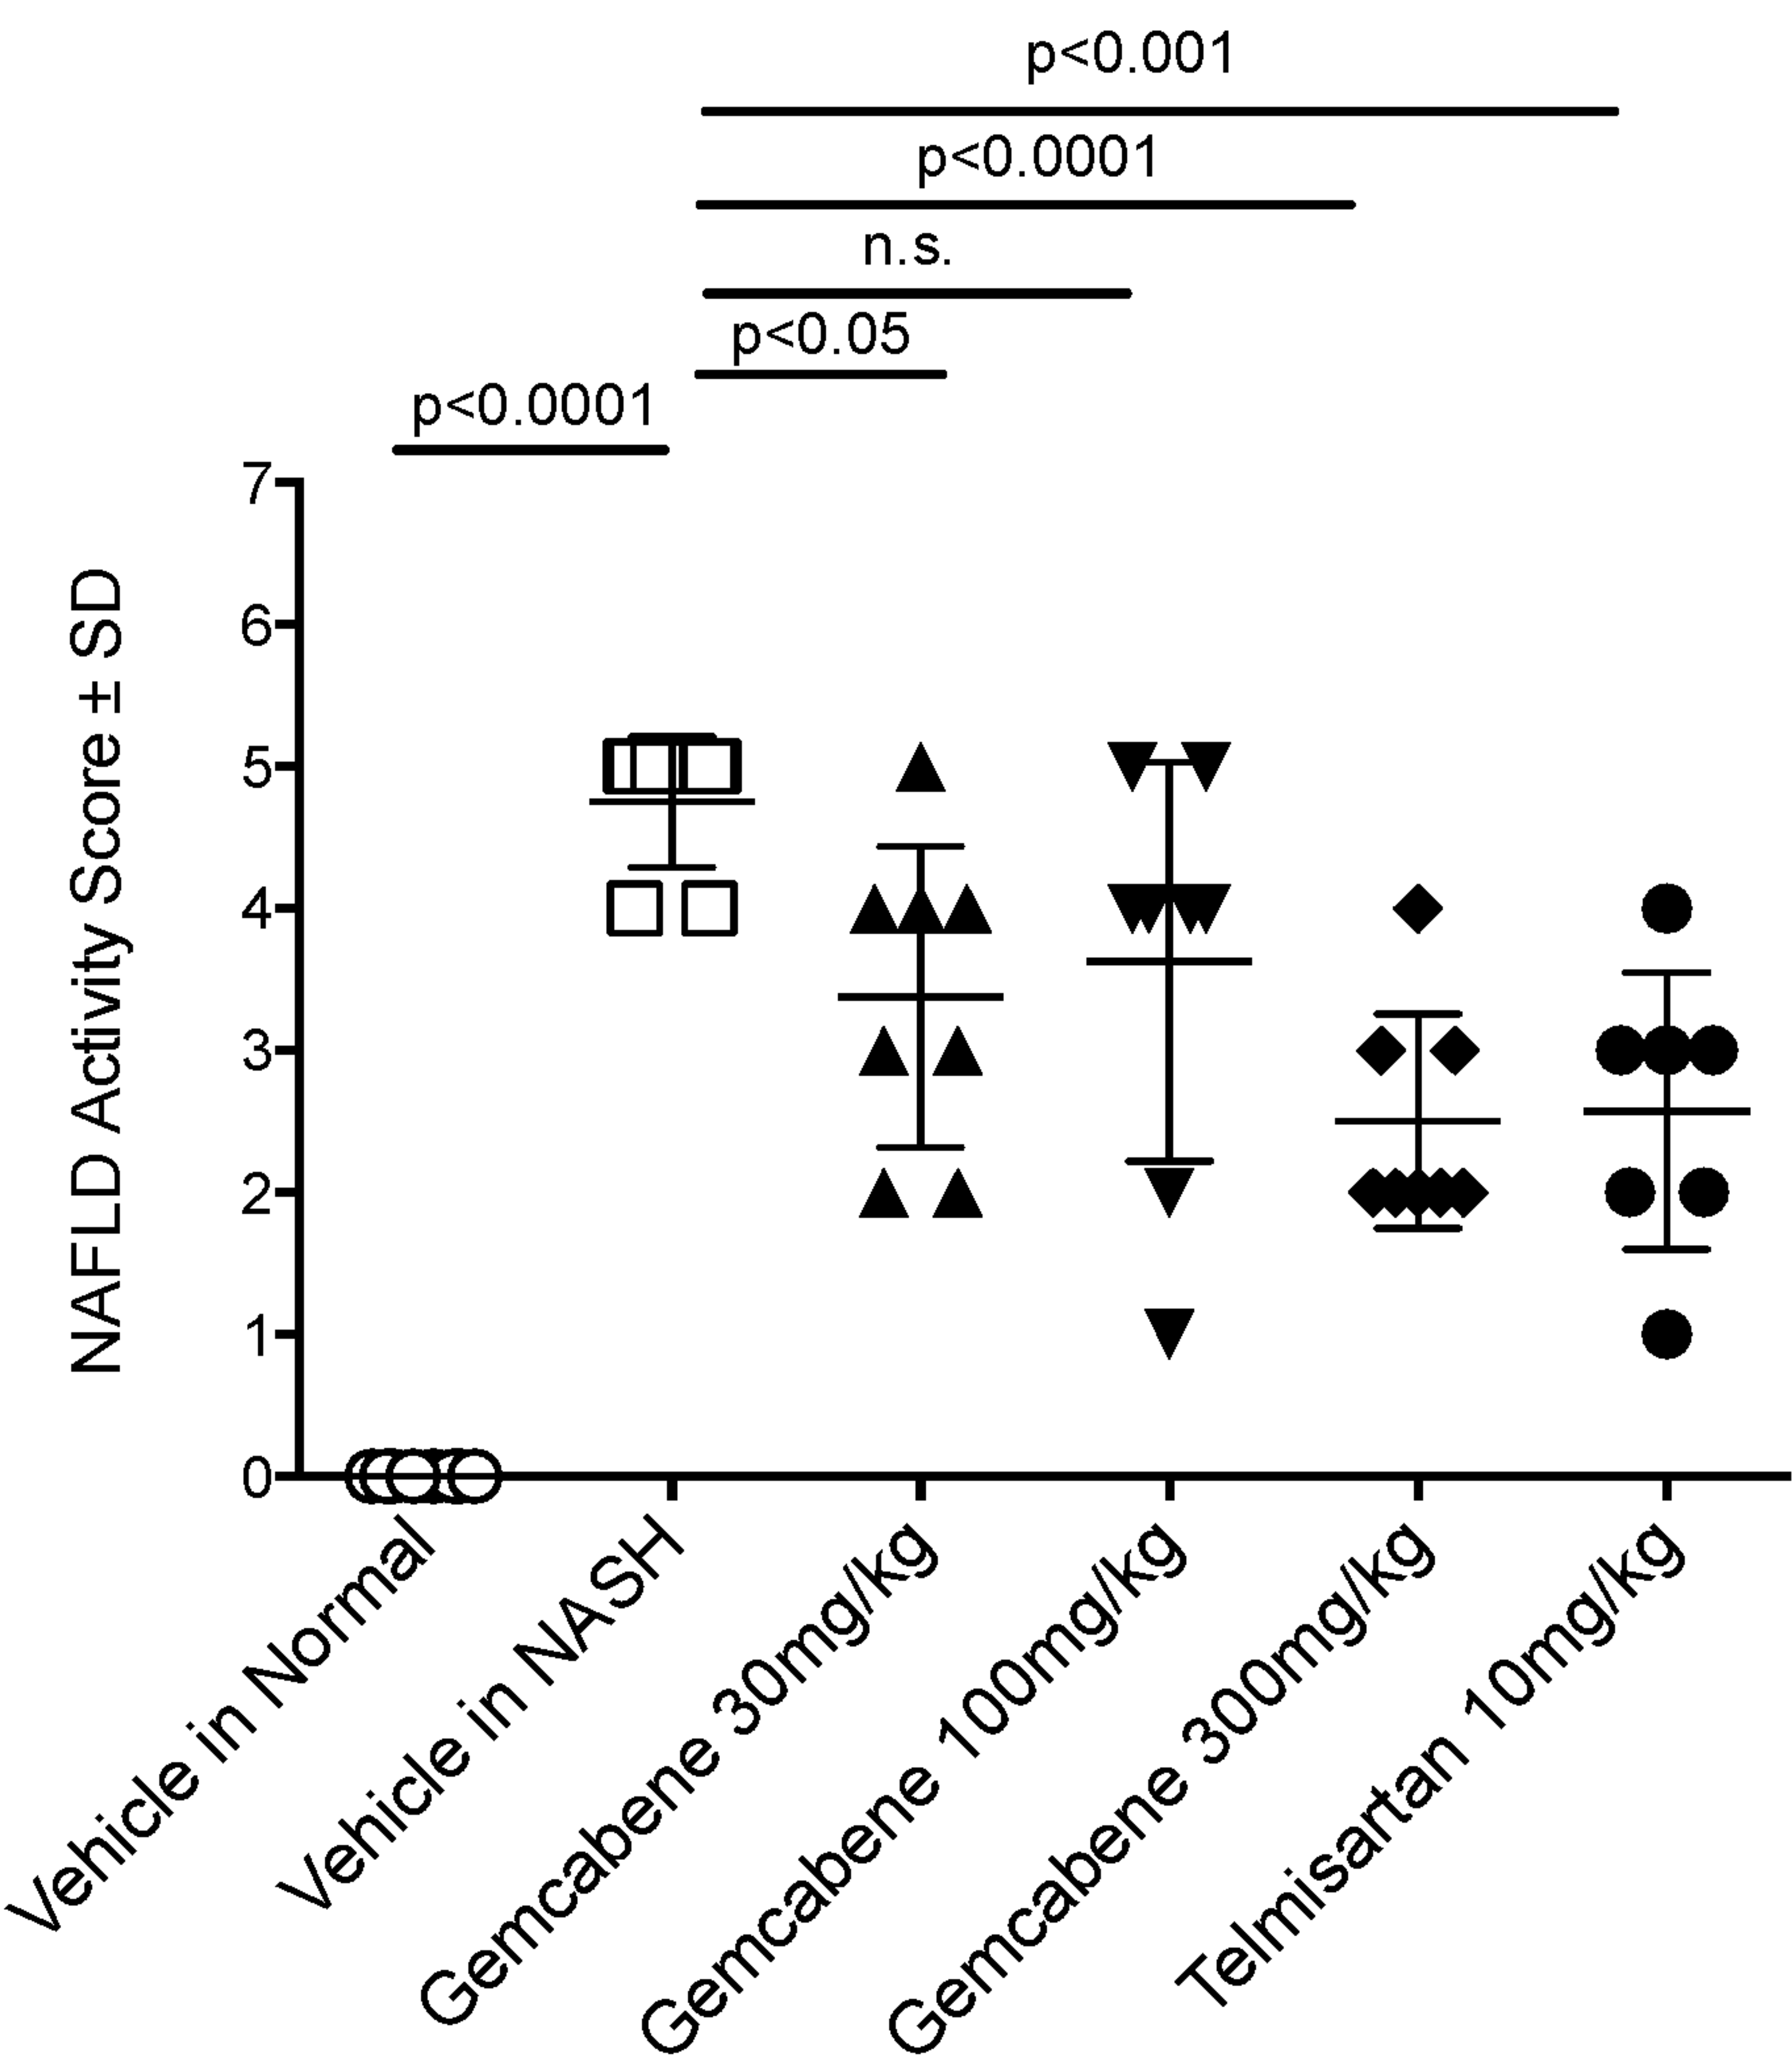 p<0.001
p<0.0001
n.s.
p<0.05
p<0.0001
NAFLD Activity Score ± SD
7
6
5
4
3
2
1
0
Vehicle in Normal
Vehicle in NASH
Gemcabene 30mg/kg
Gemcabene 100mg/kg
Gemcabene 300mg/kg
Telmisartan 10mg/kg